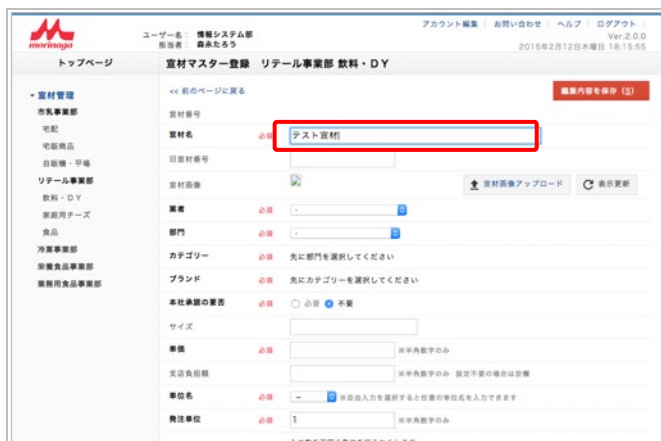 アカウント編集 | お問い合わせ | ヘルプ | ログアウト
morinaga
ユーザー名： 情報システム部
担当者： 森永たろう
Ver.2.0.0
2015年2月12日木曜日 18:15:55
トップページ
宣材マスター登録 リテール事業部 飲料・DY
宣材管理
市乳事業部
宅配
宅販商品
自販機・平場
リテール事業部
飲料・DY
家庭用チーズ
食品
冷菓事業部
栄養食品事業部
業務用食品事業部
<< 前のページに戻る
編集内容を保存 (S)
宣材番号
宣材名 必須 テスト宣材
旧宣材番号
宣材画像 宣材画像アップロード 表示更新
業者 必須 -
部門 必須 -
カテゴリー 必須 先に部門を選択してください
ブランド 必須 先にカテゴリーを選択してください
本社承認の要否 必須 必要 不要
サイズ
単価 必須 ※半角数字のみ
支店負担額 ※半角数字のみ 設定不要の場合は空欄
単位名 必須 - ※自由入力を選択すると任意の単位名を入力できます
発注単位 必須 1 ※半角数字のみ